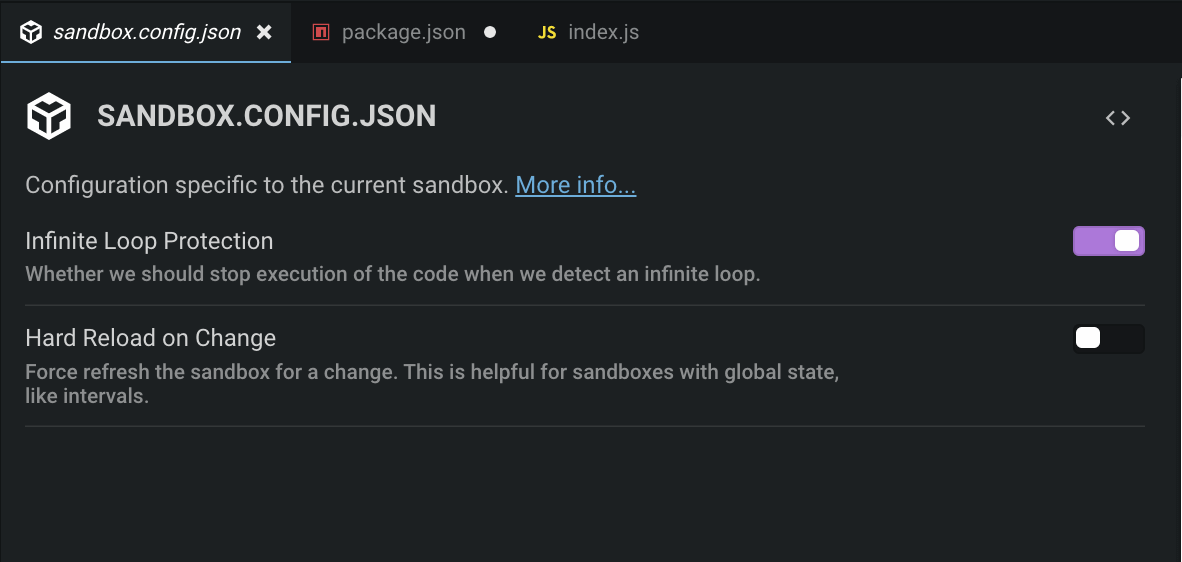 sandbox.config.json
package.json
JS index.js
SANDBOX.CONFIG.JSON
Configuration specific to the current sandbox. More info...
Infinite Loop Protection
Whether we should stop execution of the code when we detect an infinite loop.
Hard Reload on Change
Force refresh the sandbox for a change. This is helpful for sandboxes with global state,
like intervals.